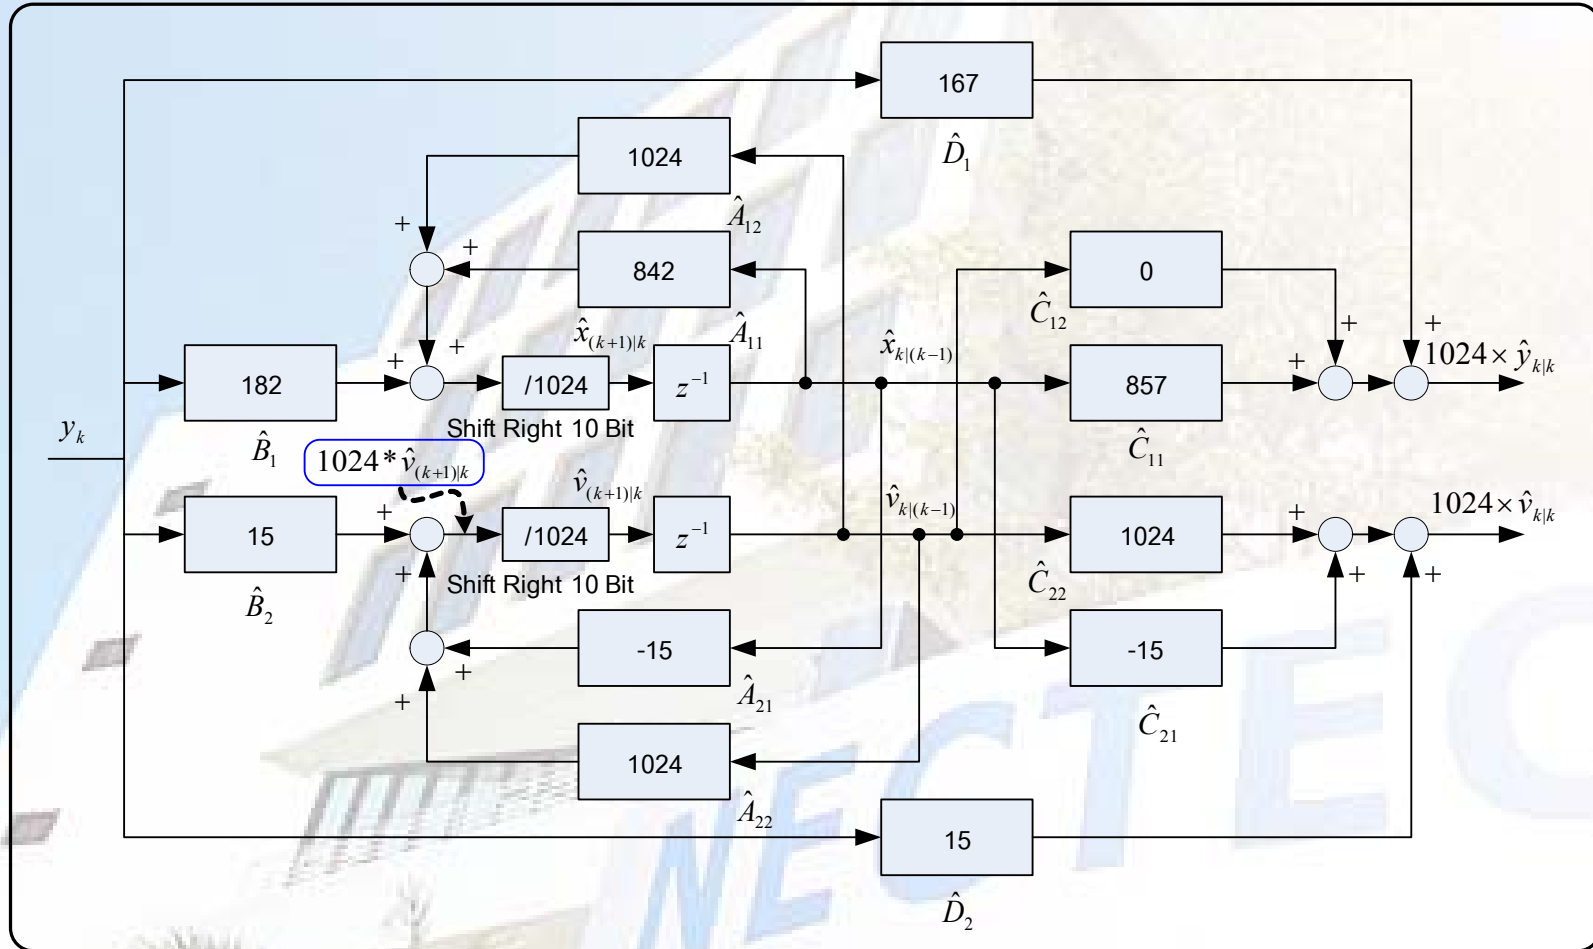 167
D̂₁
1024
Â₁₂
+
+
842
Â₁₁
0
Ĉ₁₂
+
+
x̂₍ₖ₊₁₎|ₖ
x̂ₖ|₍ₖ₋₁₎
182
B̂₁
+
+
/1024
z⁻¹
Shift Right 10 Bit
857
Ĉ₁₁
+
1024 × ŷₖ|ₖ
yₖ
1024 * v̂₍ₖ₊₁₎|ₖ
v̂₍ₖ₊₁₎|ₖ
v̂ₖ|₍ₖ₋₁₎
15
B̂₂
+
+
/1024
z⁻¹
Shift Right 10 Bit
1024
Ĉ₂₂
+
+
+
1024 × v̂ₖ|ₖ
-15
Â₂₁
+
+
-15
Ĉ₂₁
1024
Â₂₂
15
D̂₂
NECTEC